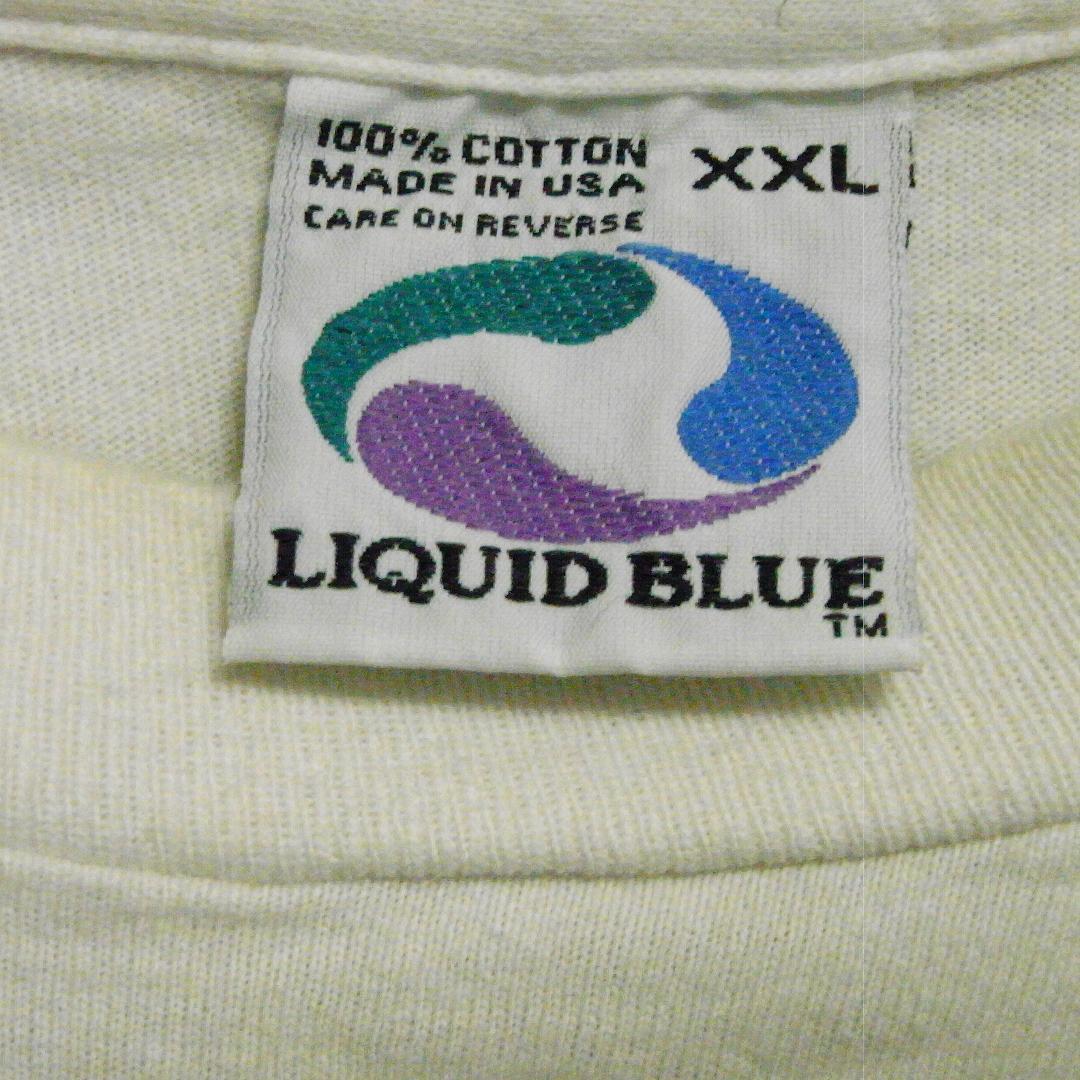 100% COTTON XXL
MADE IN USA
CARE ON REVERSE
LIQUID BLUE
TM